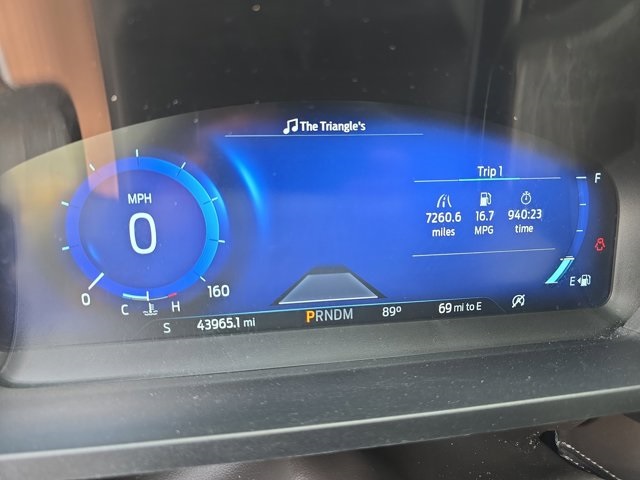 The Triangle's
Trip 1
7260.6 16.7 940:23
miles MPG time
MPH
0
0 160
C H
F
E
S 43965.1 mi PRNDM 89° 69 mi to E